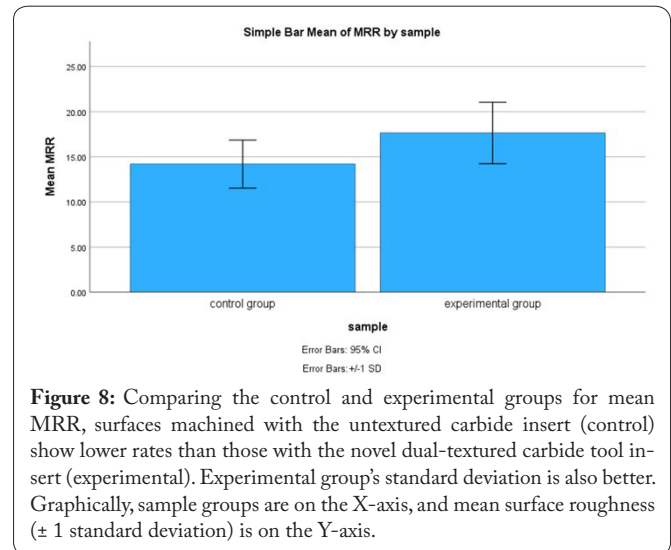 Simple Bar Mean of MRR by sample
25.00
20.00
15.00
10.00
5.00
0.00
Mean MRR
control group
experimental group
sample
Error Bars: 95% CI
Error Bars: +/-1 SD
Figure 8: Comparing the control and experimental groups for mean
MRR, surfaces machined with the untextured carbide insert (control)
show lower rates than those with the novel dual-textured carbide tool in-
sert (experimental). Experimental group's standard deviation is also better.
Graphically, sample groups are on the X-axis, and mean surface roughness
(± 1 standard deviation) is on the Y-axis.